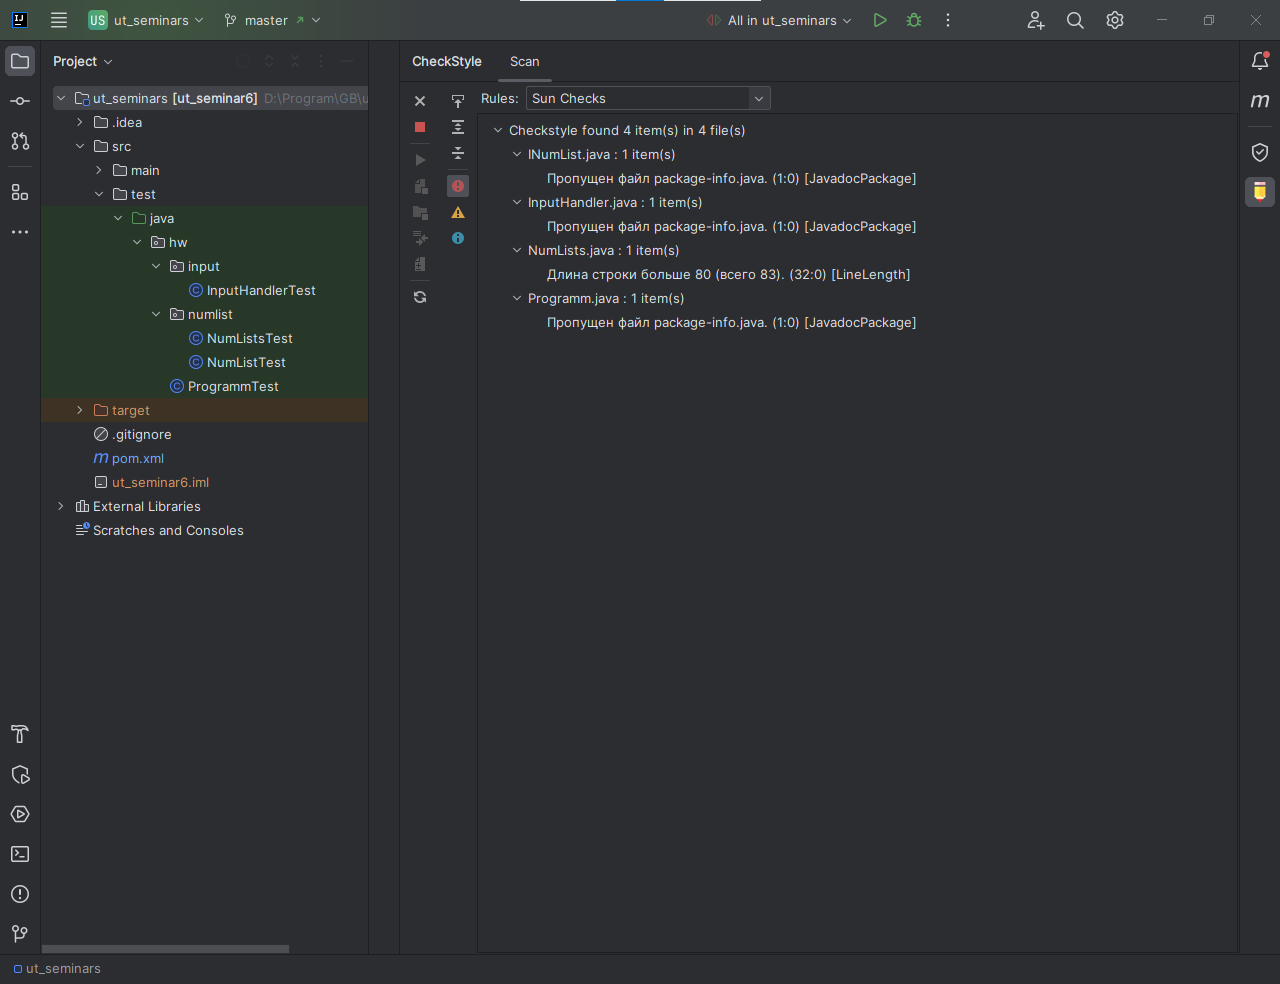 US ut_seminars master All in ut_seminars
Project
CheckStyle Scan
ut_seminars [ut_seminar6] D:\Program\GB\u
.idea
src
main
test
java
hw
input
InputHandlerTest
numlist
NumListsTest
NumListTest
ProgrammTest
target
.gitignore
m pom.xml
ut_seminar6.iml
External Libraries
Scratches and Consoles
Rules: Sun Checks
Checkstyle found 4 item(s) in 4 file(s)
INumList.java : 1 item(s)
Пропущен файл package-info.java. (1:0) [JavadocPackage]
InputHandler.java : 1 item(s)
Пропущен файл package-info.java. (1:0) [JavadocPackage]
NumLists.java : 1 item(s)
Длина строки больше 80 (всего 83). (32:0) [LineLength]
Programm.java : 1 item(s)
Пропущен файл package-info.java. (1:0) [JavadocPackage]
m
ut_seminars